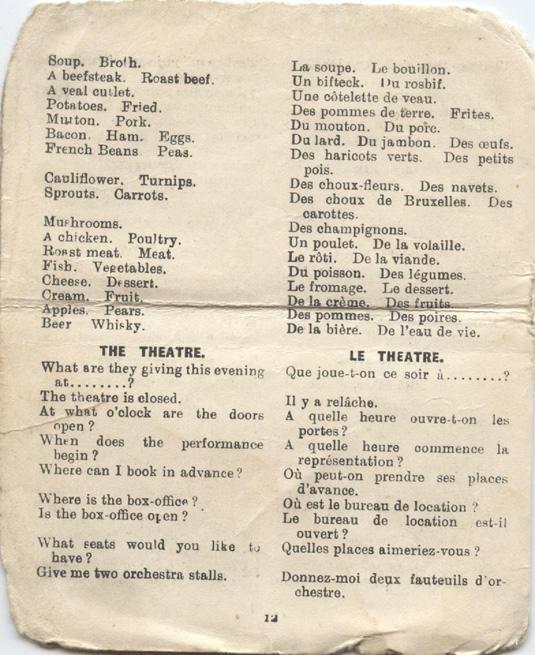 Soup. Broth.
A beefsteak. Roast beef.
A veal cutlet.
Potatoes. Fried.
Mutton. Pork.
Bacon. Ham. Eggs.
French Beans Peas.
Cauliflower. Turnips.
Sprouts. Carrots.
Mushrooms.
A chicken. Poultry.
Roast meat. Meat.
Fish. Vegetables.
Cheese. Dessert.
Cream. Fruit.
Apples. Pears.
Beer Whisky.
THE THEATRE.
What are they giving this evening
at........?
The theatre is closed.
At what o'clock are the doors
open?
When does the performance
begin?
Where can I book in advance?
Where is the box-office?
Is the box-office open?
What seats would you like to
have?
Give me two orchestra stalls.
La soupe. Le bouillon.
Un bifteck. Du rosbif.
Une côtelette de veau.
Des pommes de terre. Frites.
Du mouton. Du porc.
Du lard. Du jambon. Des œufs.
Des haricots verts. Des petits
pois.
Des choux-fleurs. Des navets.
Des choux de Bruxelles. Des
carottes.
Des champignons.
Un poulet. De la volaille.
Le rôti. De la viande.
Du poisson. Des légumes.
Le fromage. Le dessert.
De la crème. Des fruits.
Des pommes. Des poires.
De la bière. De l'eau de vie.
LE THEATRE.
Que joue-t-on ce soir à........?
Il y a relâche.
A quelle heure ouvre-t-on les
portes?
A quelle heure commence la
représentation?
Où peut-on prendre ses places
d'avance.
Où est le bureau de location?
Le bureau de location est-il
ouvert?
Quelles places aimeriez-vous?
Donnez-moi deux fauteuils d'or-
chestre.